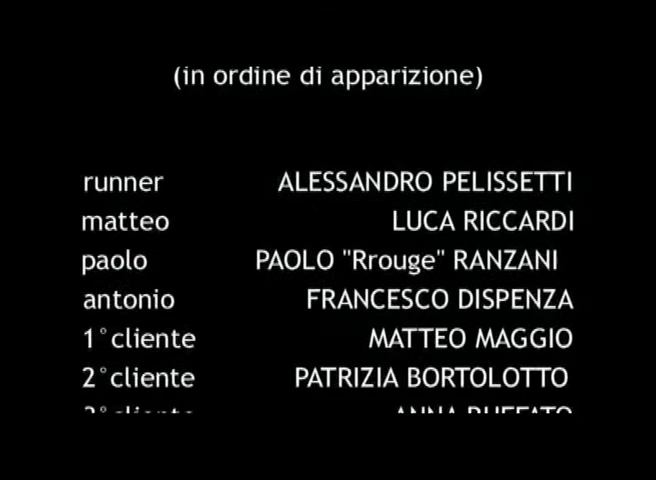 (in ordine di apparizione)
runner ALESSANDRO PELISSETTI
matteo LUCA RICCARDI
paolo PAOLO "Rrouge" RANZANI
antonio FRANCESCO DISPENZA
1°cliente MATTEO MAGGIO
2°cliente PATRIZIA BORTOLOTTO